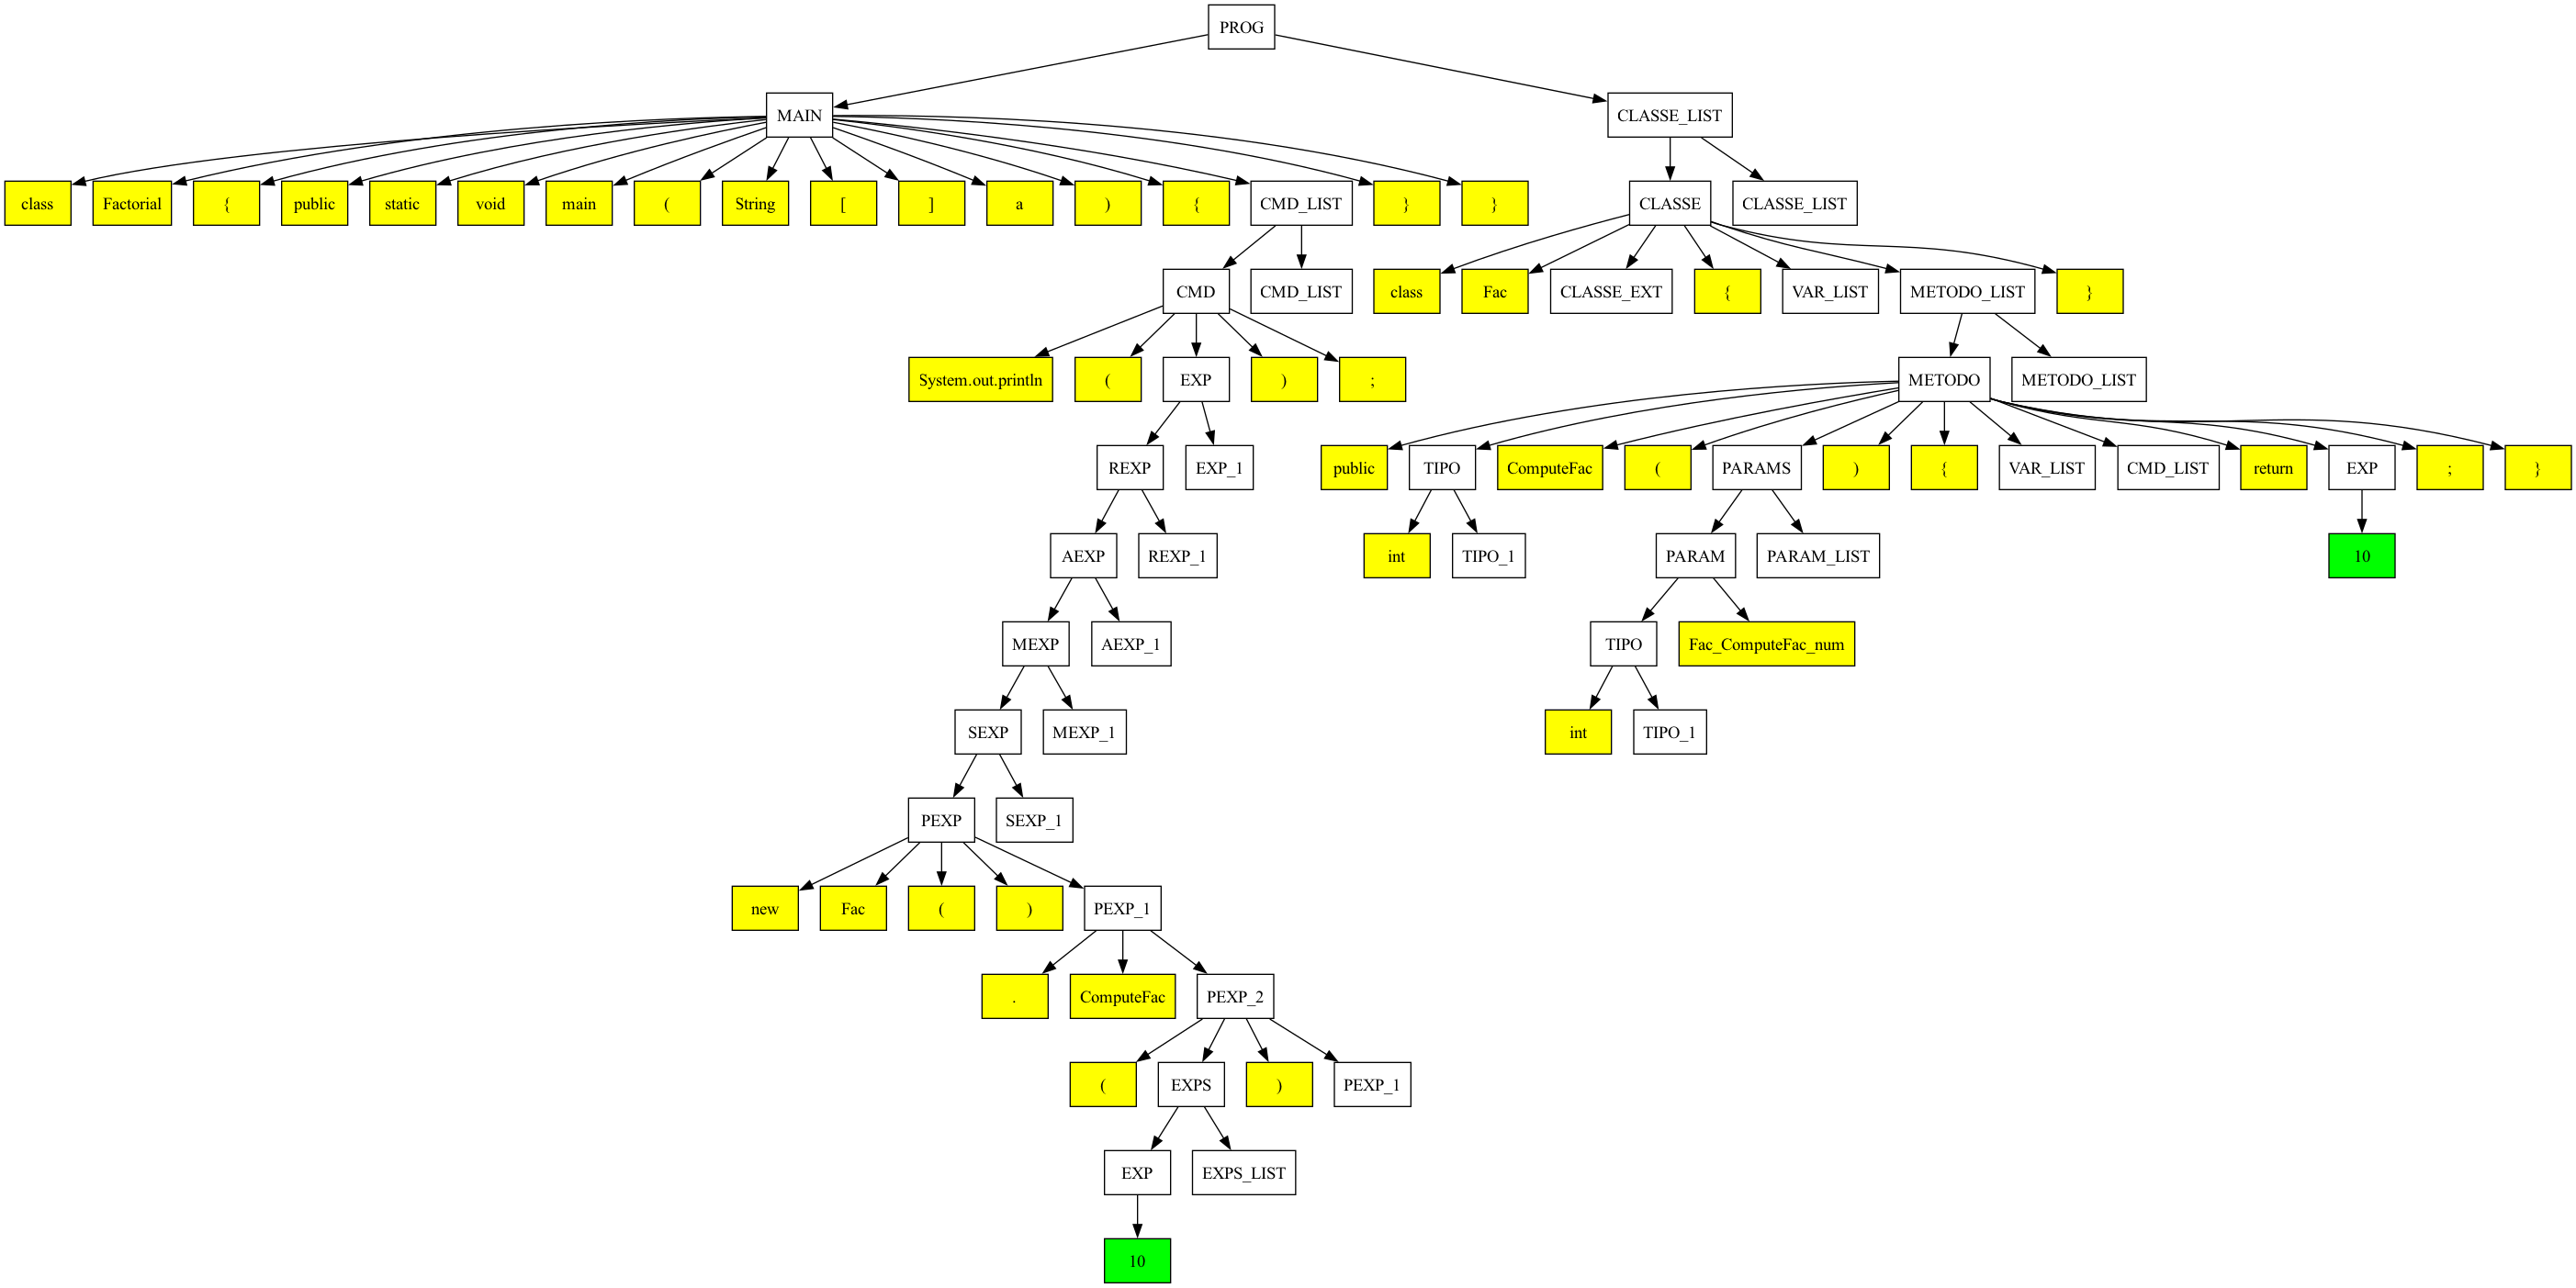 PROG
MAIN CLASSE_LIST
class Factorial { public static void main ( String [ ] a ) { CMD_LIST } } CLASSE CLASSE_LIST
CMD CMD_LIST class Fac CLASSE_EXT { VAR_LIST METODO_LIST }
System.out.println ( EXP ) ; METODO METODO_LIST
REXP EXP_1 public TIPO ComputeFac ( PARAMS ) { VAR_LIST CMD_LIST return EXP ; }
AEXP REXP_1 int TIPO_1 PARAM PARAM_LIST 10
MEXP AEXP_1 TIPO Fac_ComputeFac_num
SEXP MEXP_1 int TIPO_1
PEXP SEXP_1
new Fac ( ) PEXP_1
. ComputeFac PEXP_2
( EXPS ) PEXP_1
EXP EXPS_LIST
10